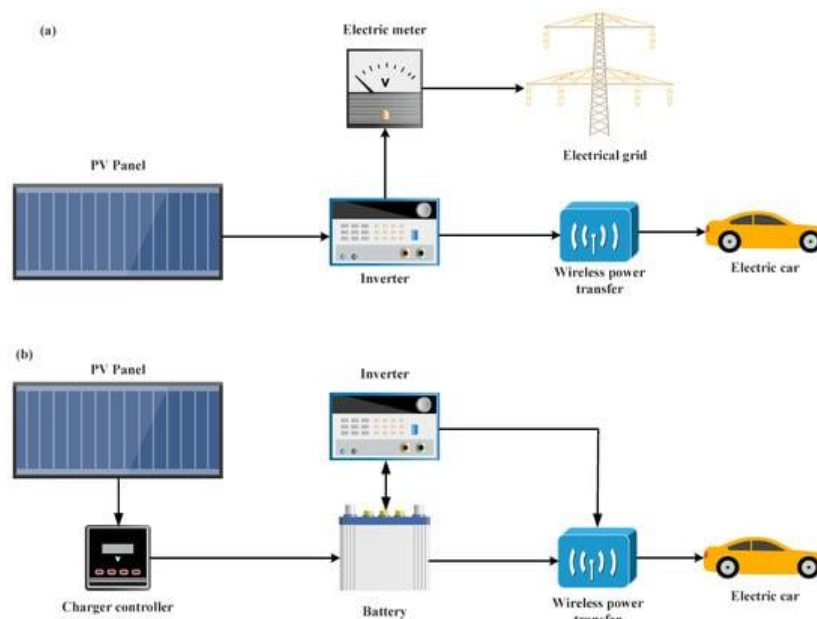 (a)
Electric meter
V
Electrical grid
PV Panel
Inverter
Wireless power
transfer
Electric car
(b)
PV Panel
Inverter
V
Charger controller
Battery
Wireless power
transfer
Electric car